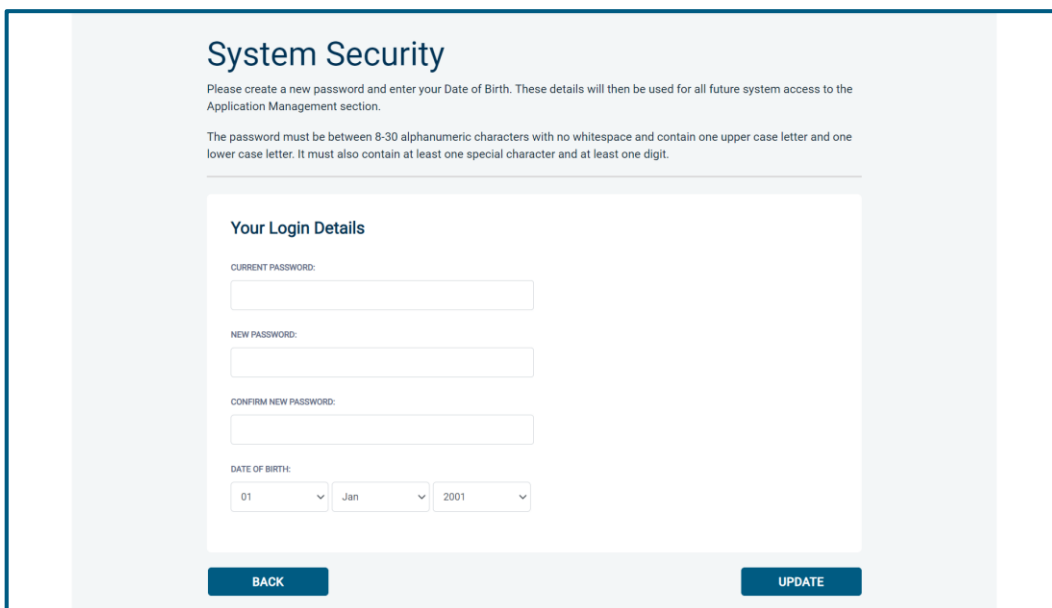 System Security
Please create a new password and enter your Date of Birth. These details will then be used for all future system access to the
Application Management section.
The password must be between 8-30 alphanumeric characters with no whitespace and contain one upper case letter and one
lower case letter. It must also contain at least one special character and at least one digit.
Your Login Details
CURRENT PASSWORD:
NEW PASSWORD:
CONFIRM NEW PASSWORD:
DATE OF BIRTH:
01 Jan 2001
BACK UPDATE